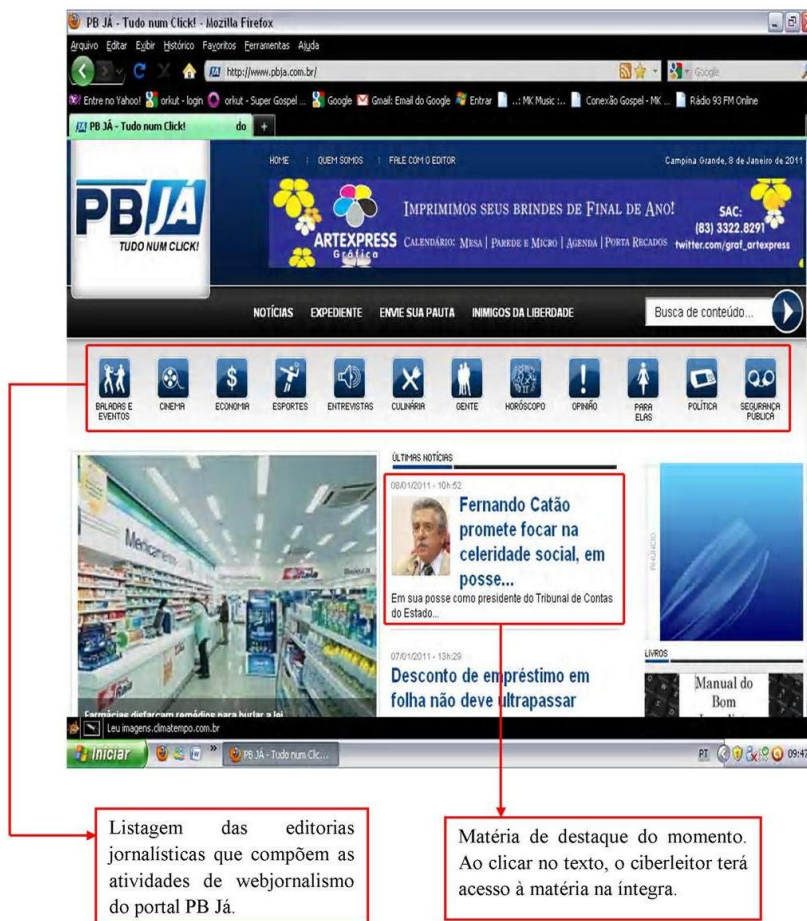 PB JÁ - Tudo num Click! - Mozilla Firefox
Arquivo Editar Exibir Histórico Favoritos Ferramentas Ajuda
http://www.pbja.com.br/
Google
Entre no Yahoo! orkut - login orkut - Super Gospel ... Google Gmail: Email do Google Entrar ..: MK Music :.. Conexão Gospel - MK ... Rádio 93 FM Online
PB JÁ - Tudo num Click! do +
HOME | QUEM SOMOS | FALE COM O EDITOR
Campina Grande, 8 de Janeiro de 2011
PB JÁ
TUDO NUM CLICK!
ARTEXPRESS
Gráfica
IMPRIMIMOS SEUS BRINDES DE FINAL DE ANO!
CALENDÁRIO: MESA | PAREDE E MICRO | AGENDA | PORTA RECADOS
SAC:
(83) 3322.8291
twitter.com/graf_artexpress
NOTÍCIAS EXPEDIENTE ENVIE SUA PAUTA INIMIGOS DA LIBERDADE
Busca de conteúdo...
BALADAS E EVENTOS
CINEMA
ECONOMIA
ESPORTES
ENTREVISTAS
CULINÁRIA
GENTE
HORÓSCOPO
OPINIÃO
PARA ELAS
POLÍTICA
SEGURANÇA PÚBLICA
Medicamentos
Farmácias disfarçam remédios para burlar a lei
ÚLTIMAS NOTÍCIAS
08/01/2011 - 10h:52
Fernando Catão
promete focar na
celeridade social, em
posse...
Em sua posse como presidente do Tribunal de Contas
do Estado...
07/01/2011 - 13h:29
Desconto de empréstimo em
folha não deve ultrapassar
ANÚNCIO
LIVROS
Manual do
Bom
Leu imagens.climatempo.com.br
Iniciar
PB JÁ - Tudo num Clic...
PT
09:47
Listagem das editorias
jornalísticas que compõem as
atividades de webjornalismo
do portal PB Já.
Matéria de destaque do momento.
Ao clicar no texto, o ciberleitor terá
acesso à matéria na íntegra.